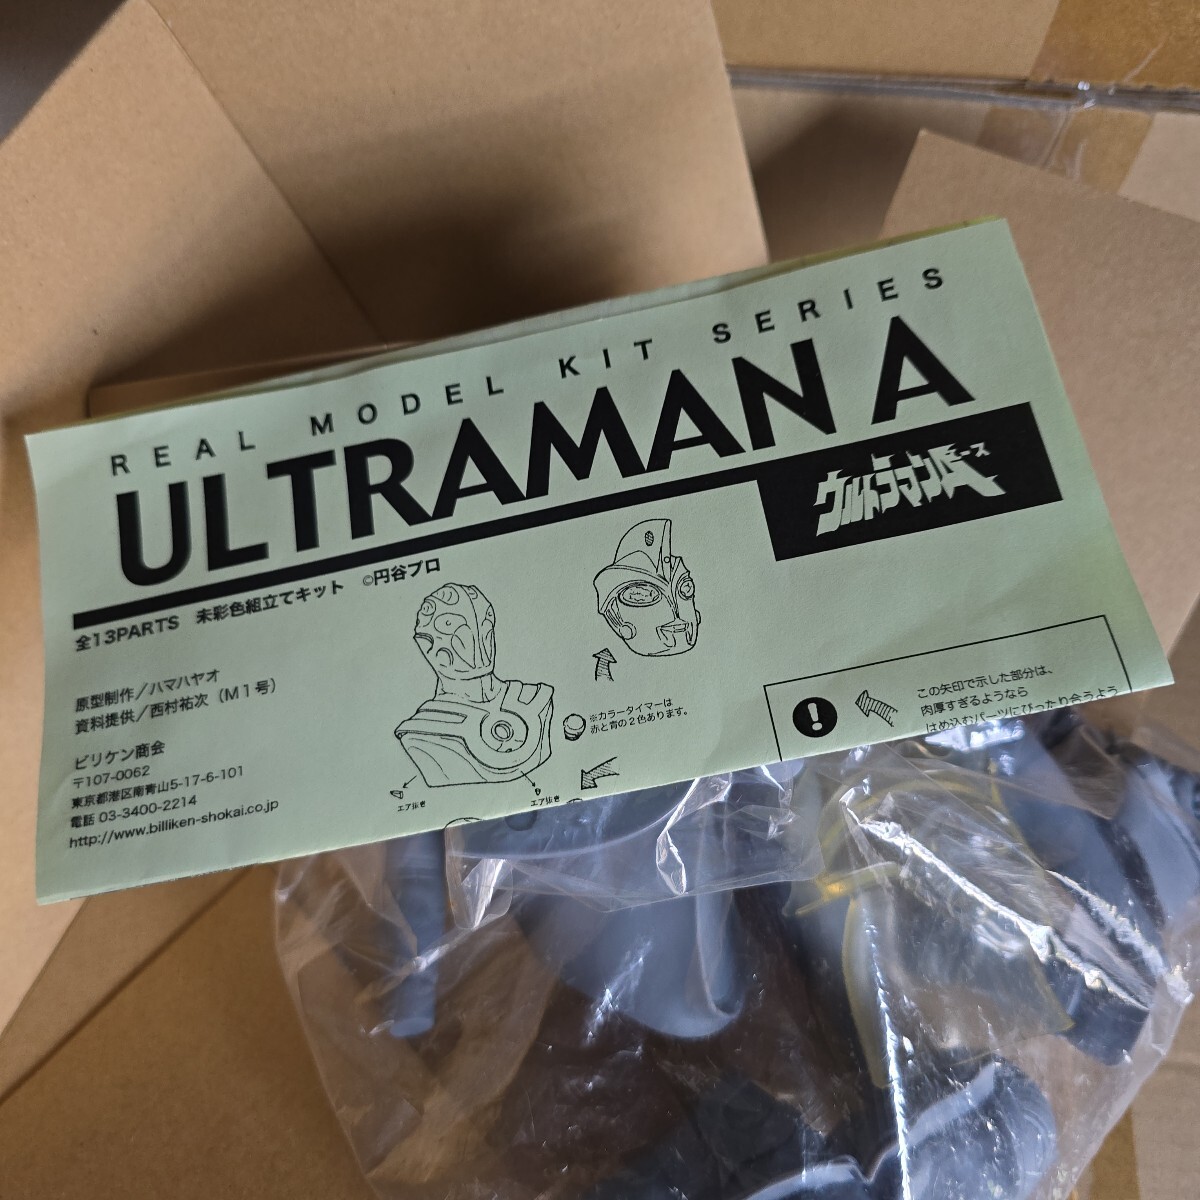 REAL MODEL KIT SERIES
ULTRAMAN A
ウルトラマンA
エース
全13PARTS 未彩色組立てキット ©円谷プロ
原型制作/ハマハヤオ
資料提供/西村祐次(M1号)
ビリケン商会
〒107-0062
東京都港区南青山5-17-6-101
電話 03-3400-2214
http://www.billiken-shokai.co.jp
※カラータイマーは
赤と青の2色あります。
エア抜き
エア抜き
!
この矢印で示した部分は、
肉厚すぎるようなら
はめ込むパーツにぴったり合うよう